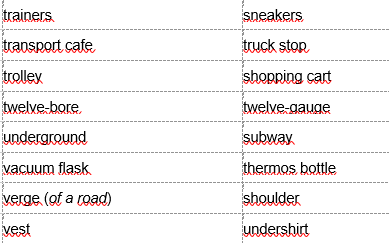 trainers sneakers
transport cafe truck stop
trolley shopping cart
twelve-bore twelve-gauge
underground subway
vacuum flask thermos bottle
verge (of a road) shoulder
vest undershirt